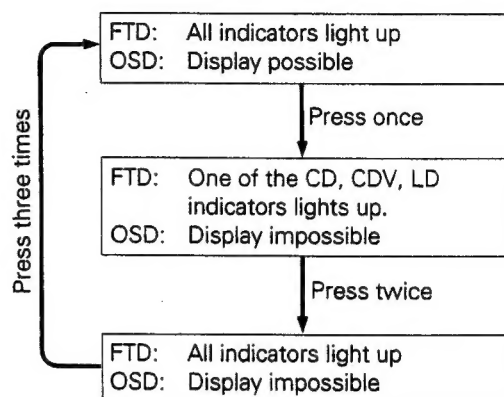 FTD: All indicators light up
OSD: Display possible
Press once
Press three times
FTD: One of the CD, CDV, LD
indicators lights up.
OSD: Display impossible
Press twice
FTD: All indicators light up
OSD: Display impossible